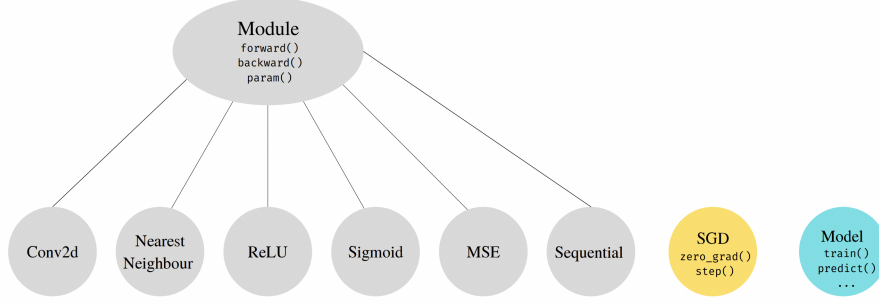 Module
forward()
backward()
param()
Conv2d
Nearest
Neighbour
ReLU
Sigmoid
MSE
Sequential
SGD
zero_grad()
step()
Model
train()
predict()
...